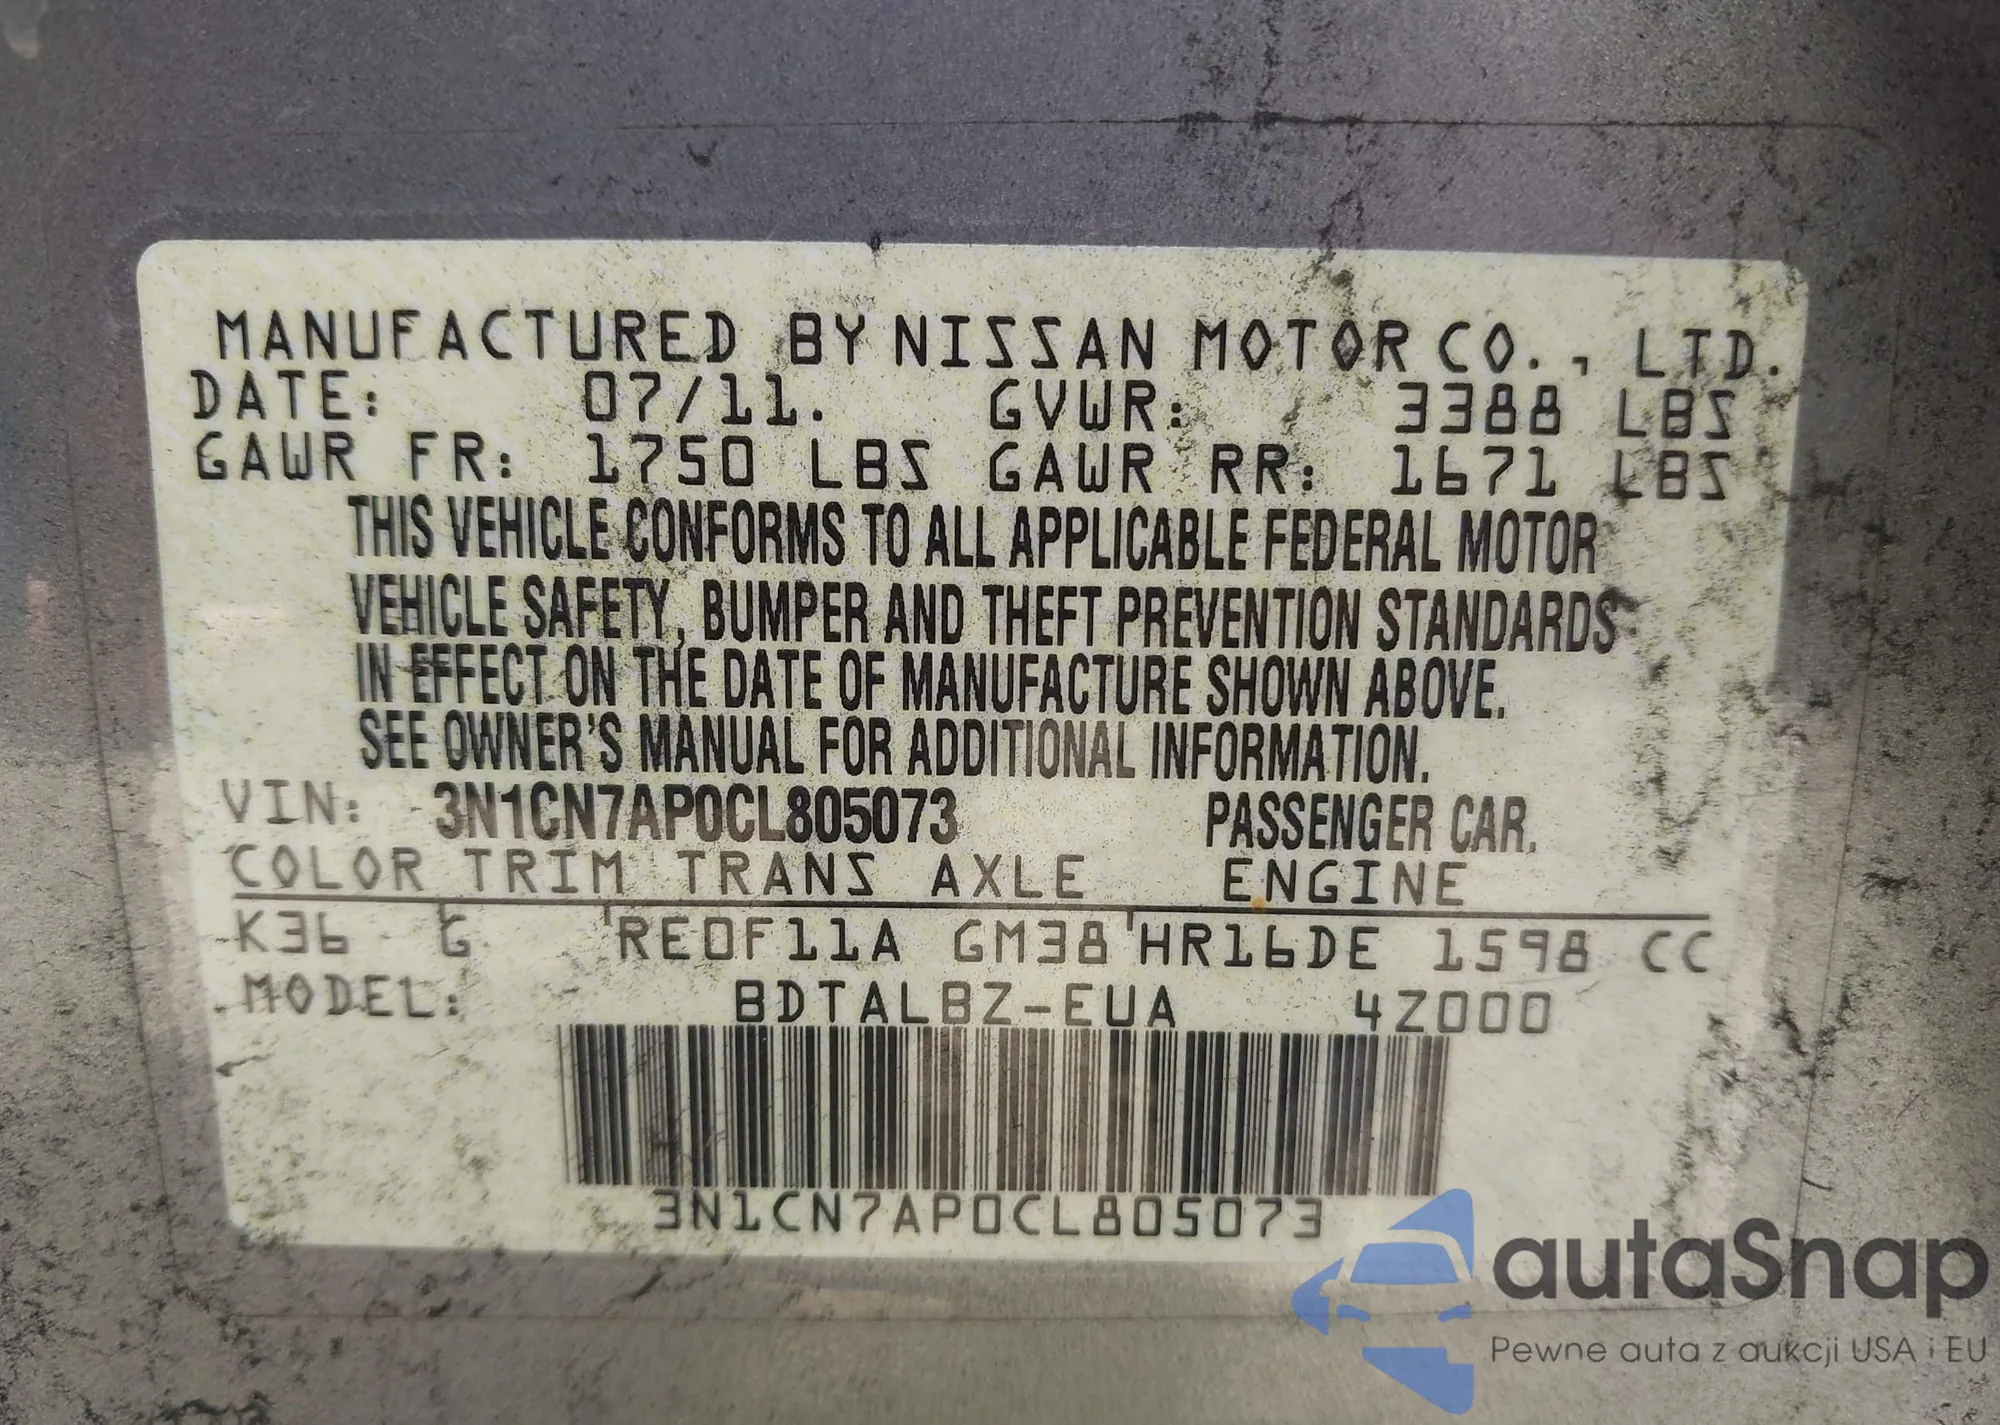 MANUFACTURED BY NISSAN MOTOR CO., LTD.
DATE: 07/11. GVWR: 3388 LBS
GAWR FR: 1750 LBS GAWR RR: 1671 LBS
THIS VEHICLE CONFORMS TO ALL APPLICABLE FEDERAL MOTOR
VEHICLE SAFETY, BUMPER AND THEFT PREVENTION STANDARDS
IN EFFECT ON THE DATE OF MANUFACTURE SHOWN ABOVE.
SEE OWNER'S MANUAL FOR ADDITIONAL INFORMATION.
VIN: 3N1CN7AP0CL805073 PASSENGER CAR.
COLOR TRIM TRANS AXLE ENGINE
K36 G RE0F11A GM38 HR16DE 1598 CC
MODEL: BDTALBZ-EUA 4Z000
3N1CN7AP0CL805073
autaSnap
Pewne auta z aukcji USA i EU